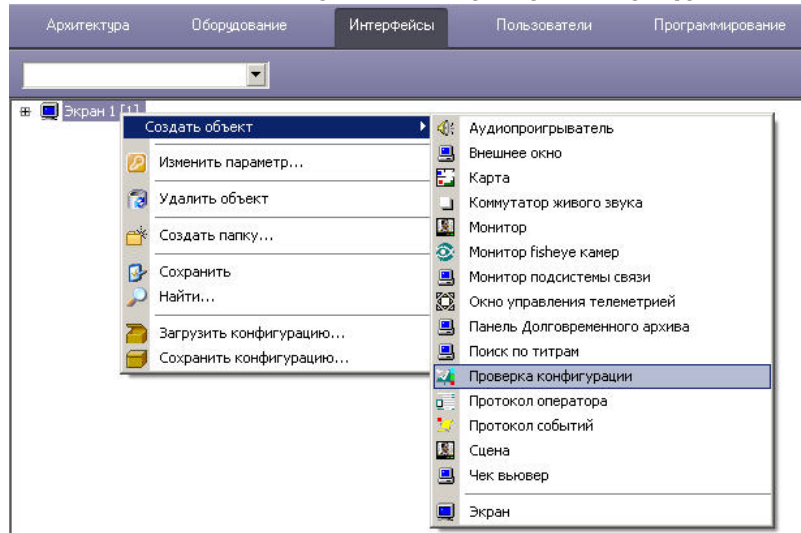 Архитектура Оборудование Интерфейсы Пользователи Программирование
Экран 1 [1]
Создать объект
Изменить параметр...
Удалить объект
Создать папку...
Сохранить
Найти...
Загрузить конфигурацию...
Сохранить конфигурацию...
Аудиопроигрыватель
Внешнее окно
Карта
Коммутатор живого звука
Монитор
Монитор fisheye камер
Монитор подсистемы связи
Окно управления телеметрией
Панель Долговременного архива
Поиск по титрам
Проверка конфигурации
Протокол оператора
Протокол событий
Сцена
Чек вьювер
Экран